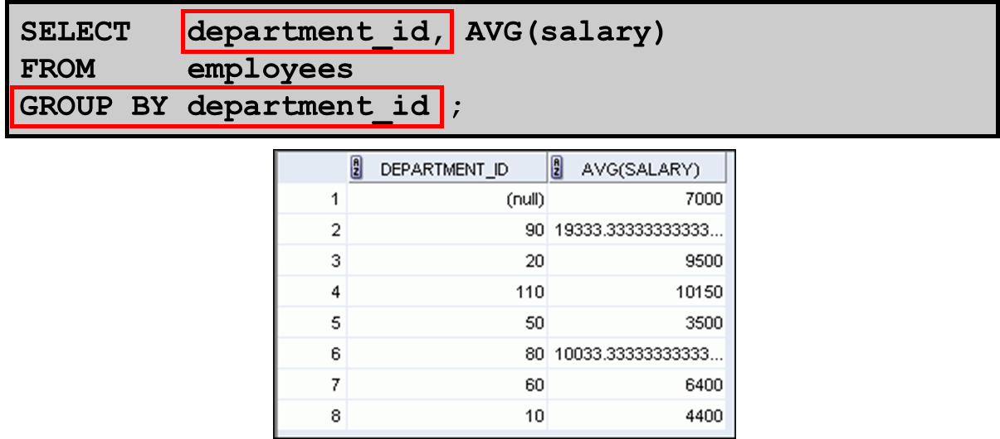 SELECT department_id, AVG(salary)
FROM employees
GROUP BY department_id ;
DEPARTMENT_ID AVG(SALARY)
1 (null) 7000
2 90 19333.33333333333...
3 20 9500
4 110 10150
5 50 3500
6 80 10033.33333333333...
7 60 6400
8 10 4400